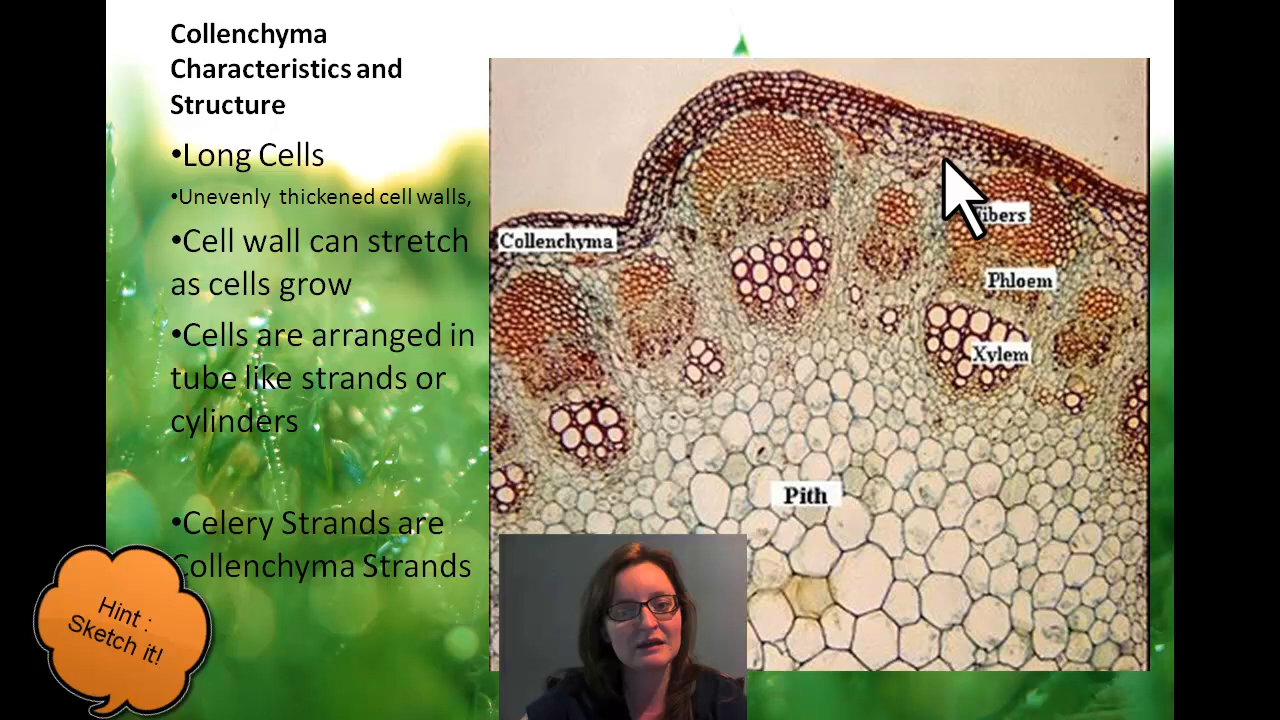 Collenchyma
Characteristics and
Structure
•Long Cells
•Unevenly thickened cell walls,
•Cell wall can stretch
as cells grow
•Cells are arranged in
tube like strands or
cylinders
•Celery Strands are
Collenchyma Strands
Hint :
Sketch it!
Collenchyma
Fibers
Phloem
Xylem
Pith